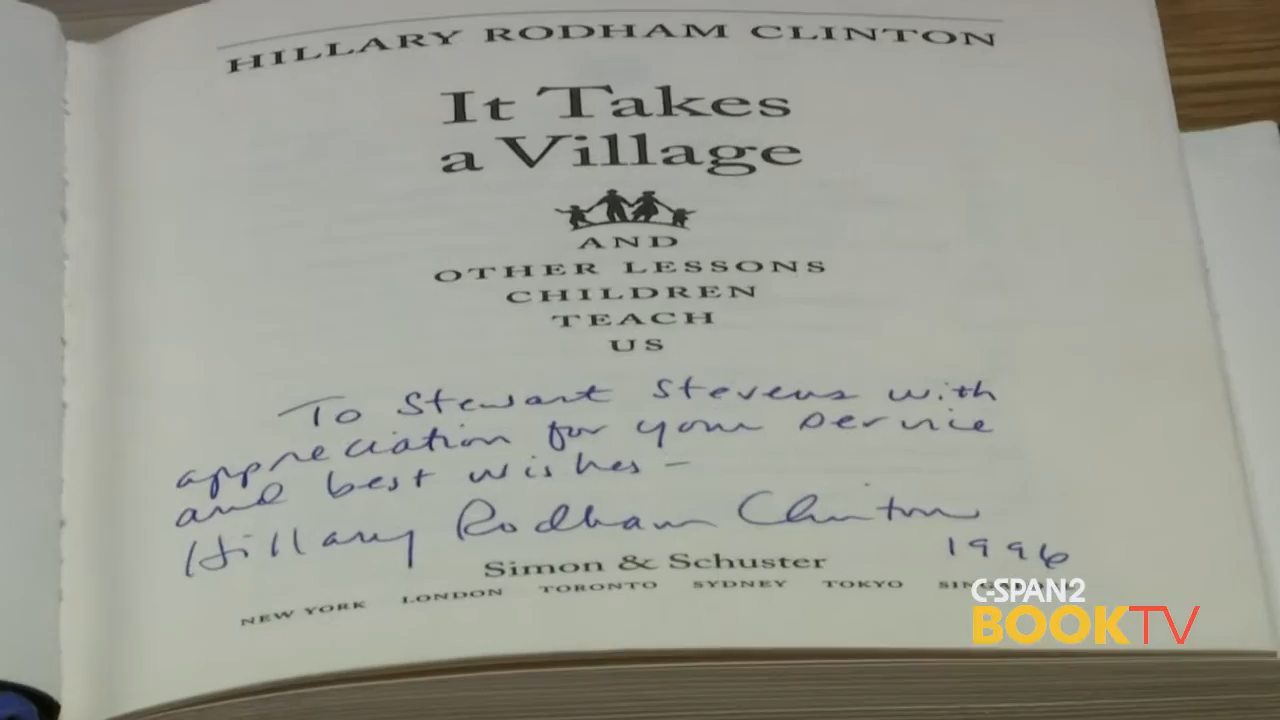 HILLARY RODHAM CLINTON
It Takes
a Village
AND
OTHER LESSONS
CHILDREN
TEACH
US
To Stewart Stevens with
appreciation for your service
and best wishes –
Hillary Rodham Clinton
1996
Simon & Schuster
NEW YORK LONDON TORONTO SYDNEY TOKYO
C-SPAN2
BOOKTV